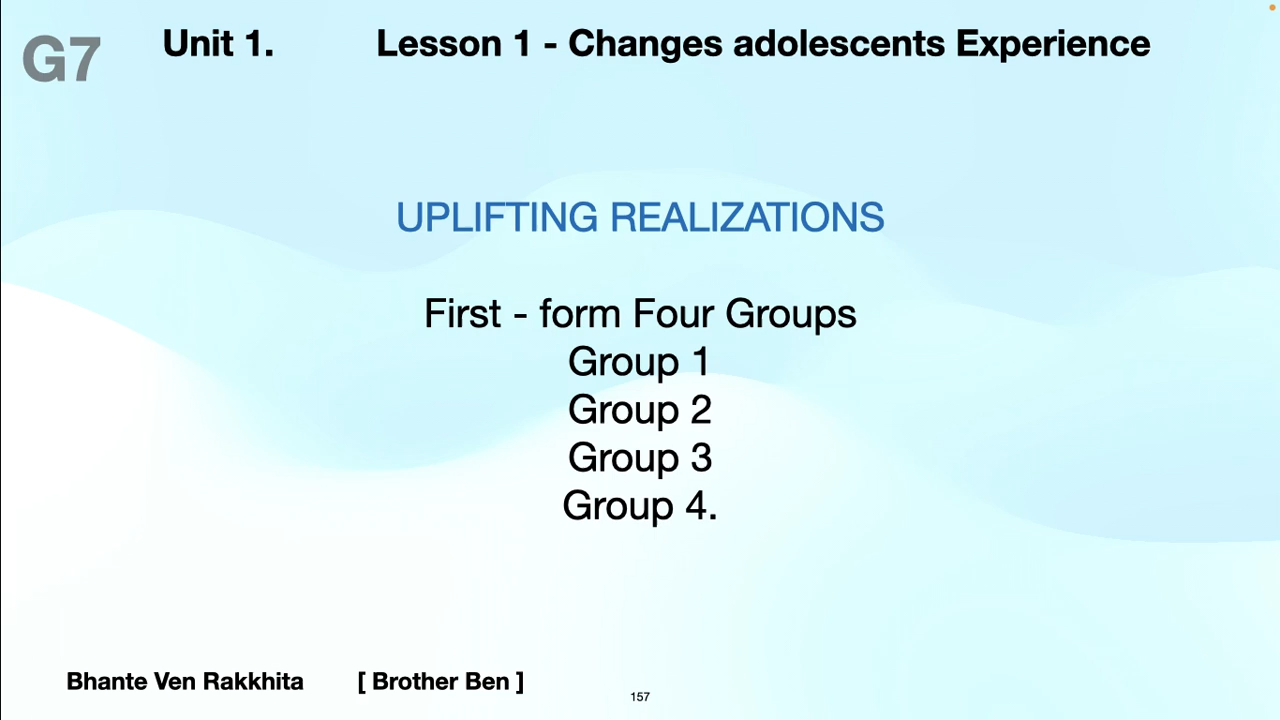 G7
Unit 1. Lesson 1 - Changes adolescents Experience
UPLIFTING REALIZATIONS
First - form Four Groups
Group 1
Group 2
Group 3
Group 4.
Bhante Ven Rakkhita [ Brother Ben ]
157